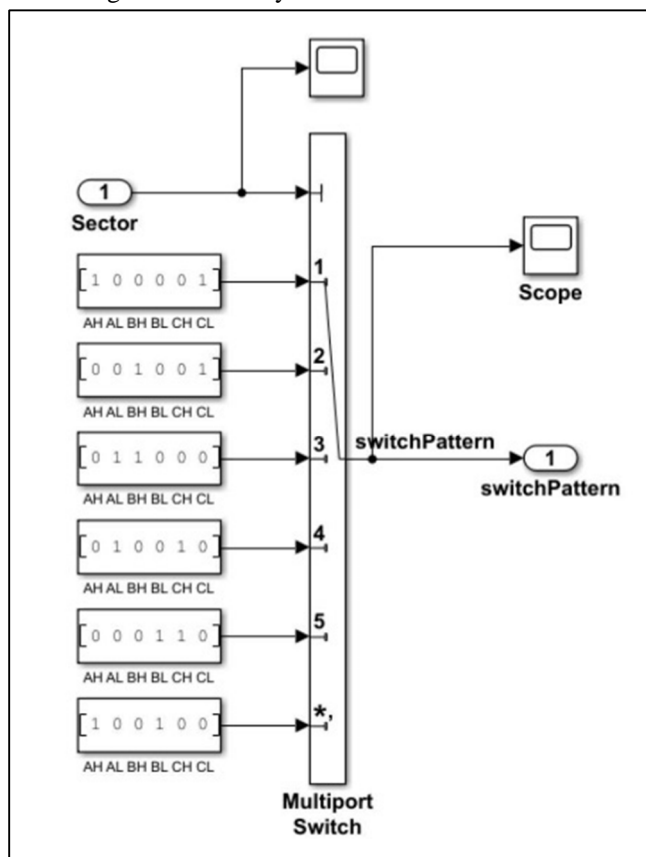 1
Sector
[1 0 0 0 0 1]
AH AL BH BL CH CL
[0 0 1 0 0 1]
AH AL BH BL CH CL
[0 1 1 0 0 0]
AH AL BH BL CH CL
[0 1 0 0 1 0]
AH AL BH BL CH CL
[0 0 0 1 1 0]
AH AL BH BL CH CL
[1 0 0 1 0 0]
AH AL BH BL CH CL
1
2
3
4
5
*,
Multiport
Switch
Scope
switchPattern
1
switchPattern